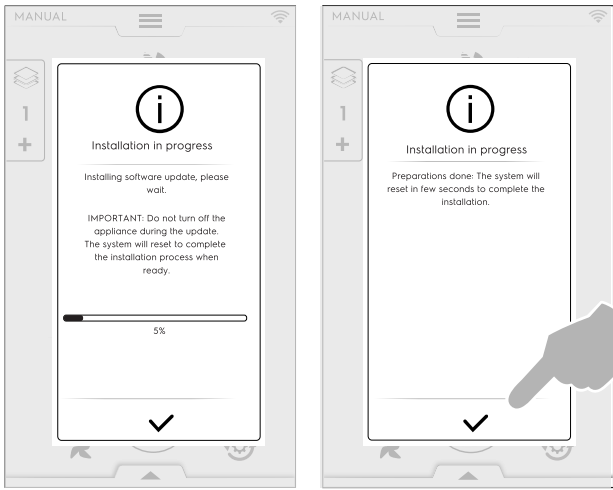 MANUAL
1
+
i
Installation in progress
Installing software update, please
wait.
IMPORTANT: Do not turn off the
appliance during the update.
The system will reset to complete
the installation process when
ready.
5%
MANUAL
1
+
i
Installation in progress
Preparations done: The system will
reset in few seconds to complete the
installation.